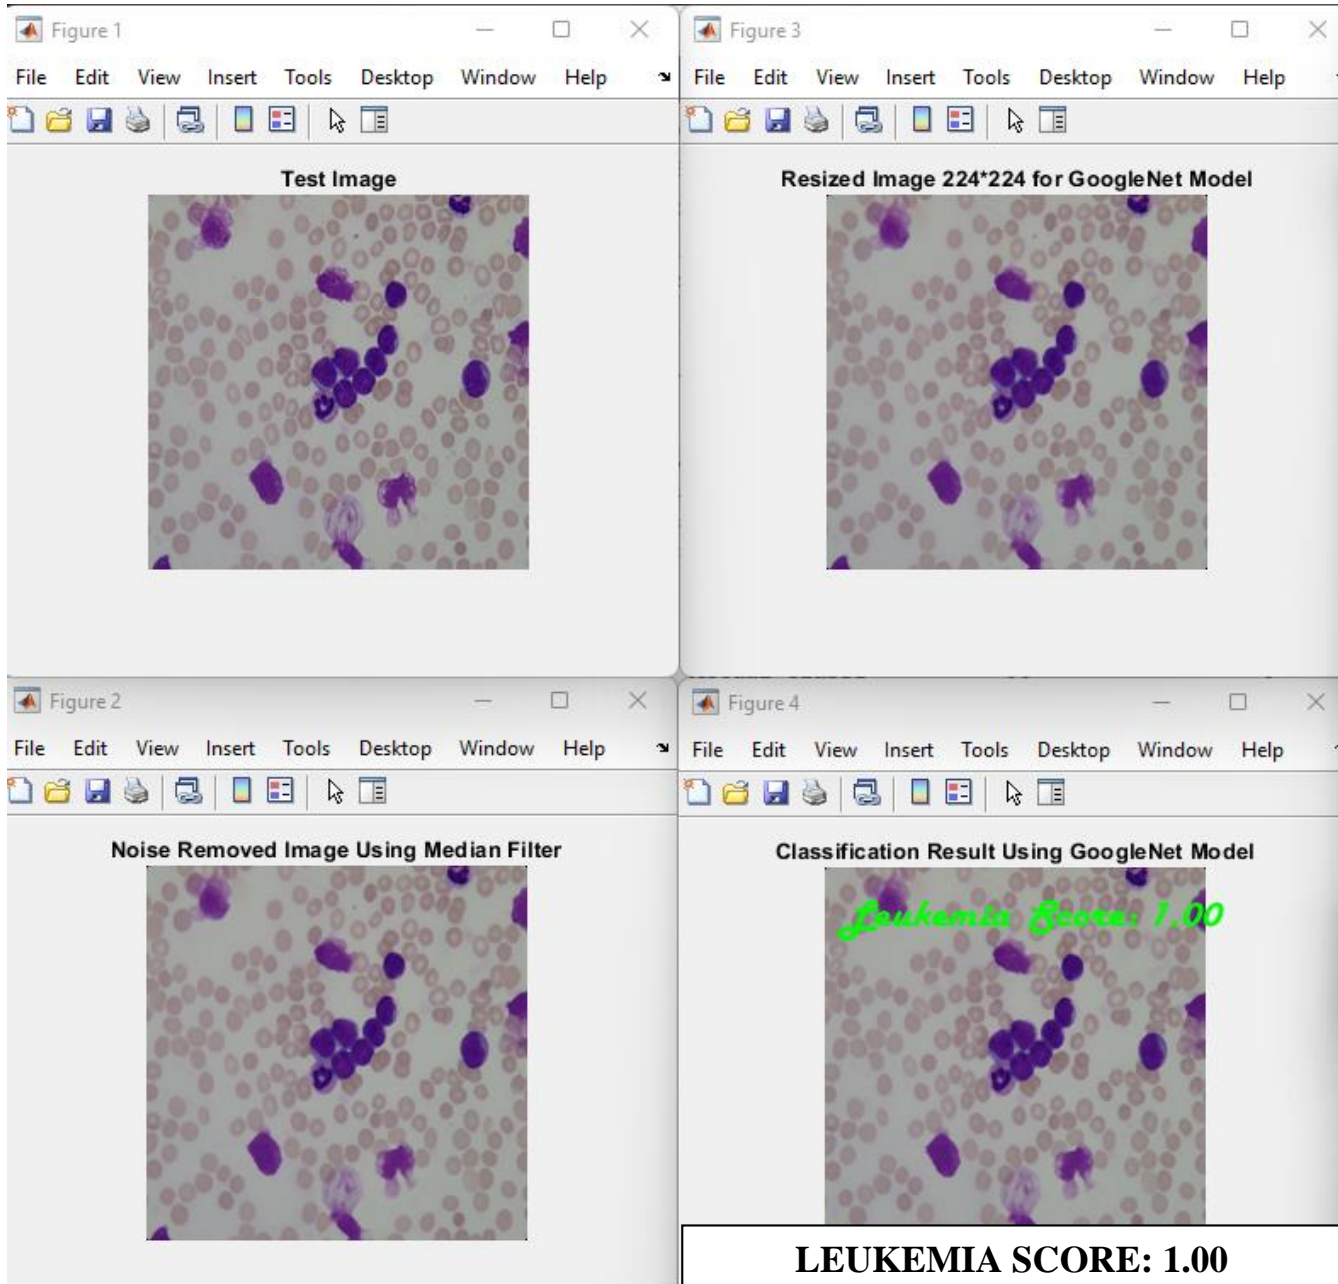 Figure 1
File Edit View Insert Tools Desktop Window Help
Test Image
Figure 3
File Edit View Insert Tools Desktop Window Help
Resized Image 224*224 for GoogleNet Model
Figure 2
File Edit View Insert Tools Desktop Window Help
Noise Removed Image Using Median Filter
Figure 4
File Edit View Insert Tools Desktop Window Help
Classification Result Using GoogleNet Model
Leukemia Score: 1.00
LEUKEMIA SCORE: 1.00